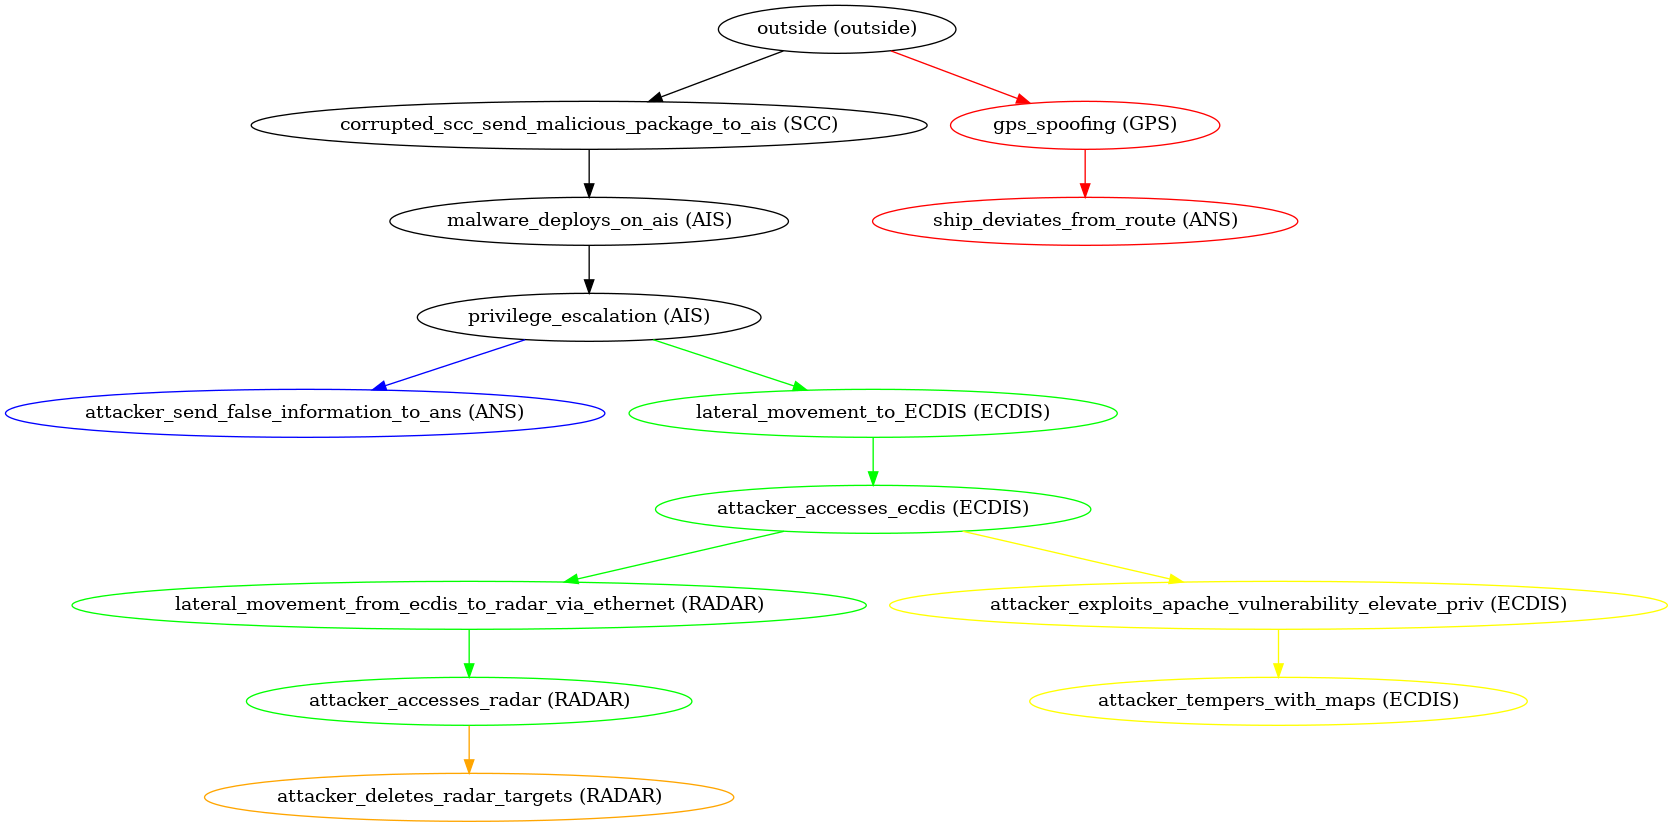 outside (outside)
corrupted_scc_send_malicious_package_to_ais (SCC)
gps_spoofing (GPS)
malware_deploys_on_ais (AIS)
ship_deviates_from_route (ANS)
privilege_escalation (AIS)
attacker_send_false_information_to_ans (ANS)
lateral_movement_to_ECDIS (ECDIS)
attacker_accesses_ecdis (ECDIS)
lateral_movement_from_ecdis_to_radar_via_ethernet (RADAR)
attacker_exploits_apache_vulnerability_elevate_priv (ECDIS)
attacker_accesses_radar (RADAR)
attacker_tempers_with_maps (ECDIS)
attacker_deletes_radar_targets (RADAR)